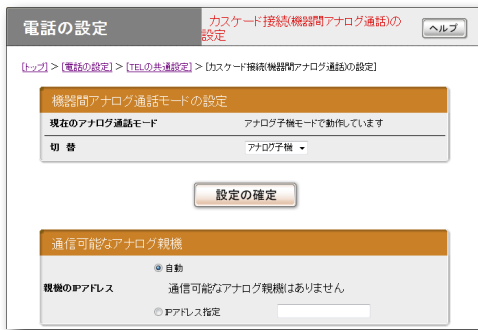 電話の設定
カスケード接続(機器間アナログ通話)の
設定
ヘルプ
[トップ] > [電話の設定] > [TELの共通設定] > [カスケード接続(機器間アナログ通話)の設定]
機器間アナログ通話モードの設定
現在のアナログ通話モード アナログ子機モードで動作しています
切 替 アナログ子機
設定の確定
通信可能なアナログ親機
自動
親機のIPアドレス 通信可能なアナログ親機はありません
IPアドレス指定